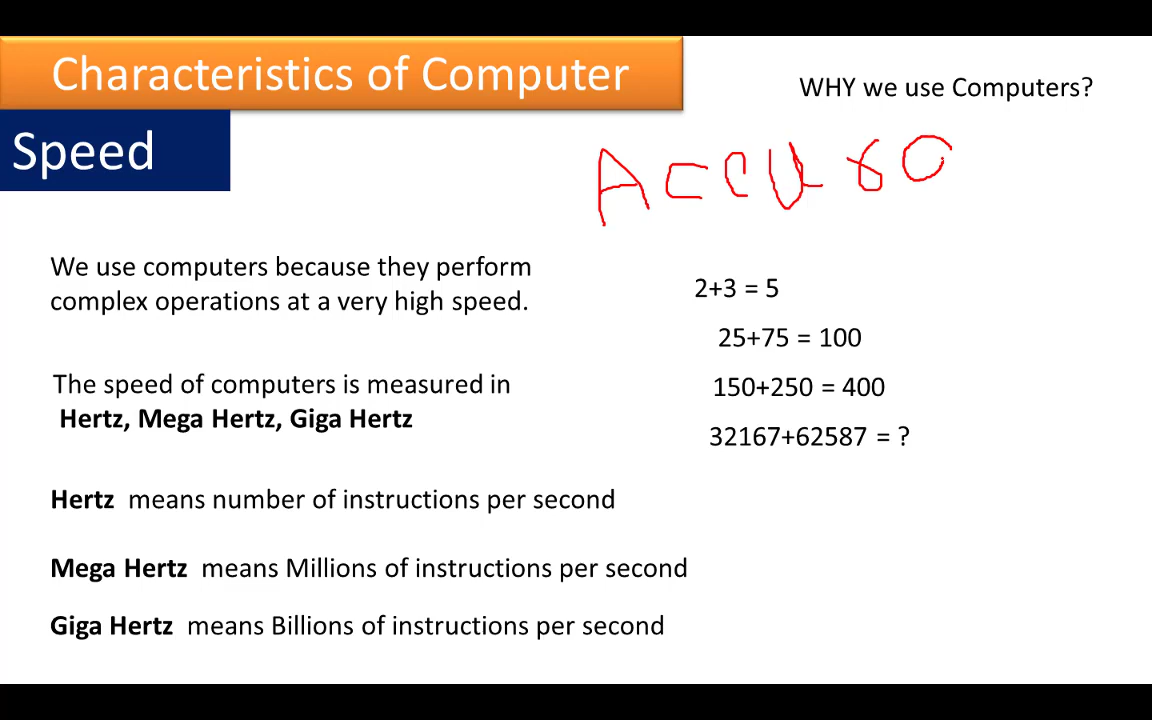 Characteristics of Computer
WHY we use Computers?
Speed
We use computers because they perform
complex operations at a very high speed.
The speed of computers is measured in
Hertz, Mega Hertz, Giga Hertz
Hertz means number of instructions per second
Mega Hertz means Millions of instructions per second
Giga Hertz means Billions of instructions per second
2+3 = 5
25+75 = 100
150+250 = 400
32167+62587 = ?